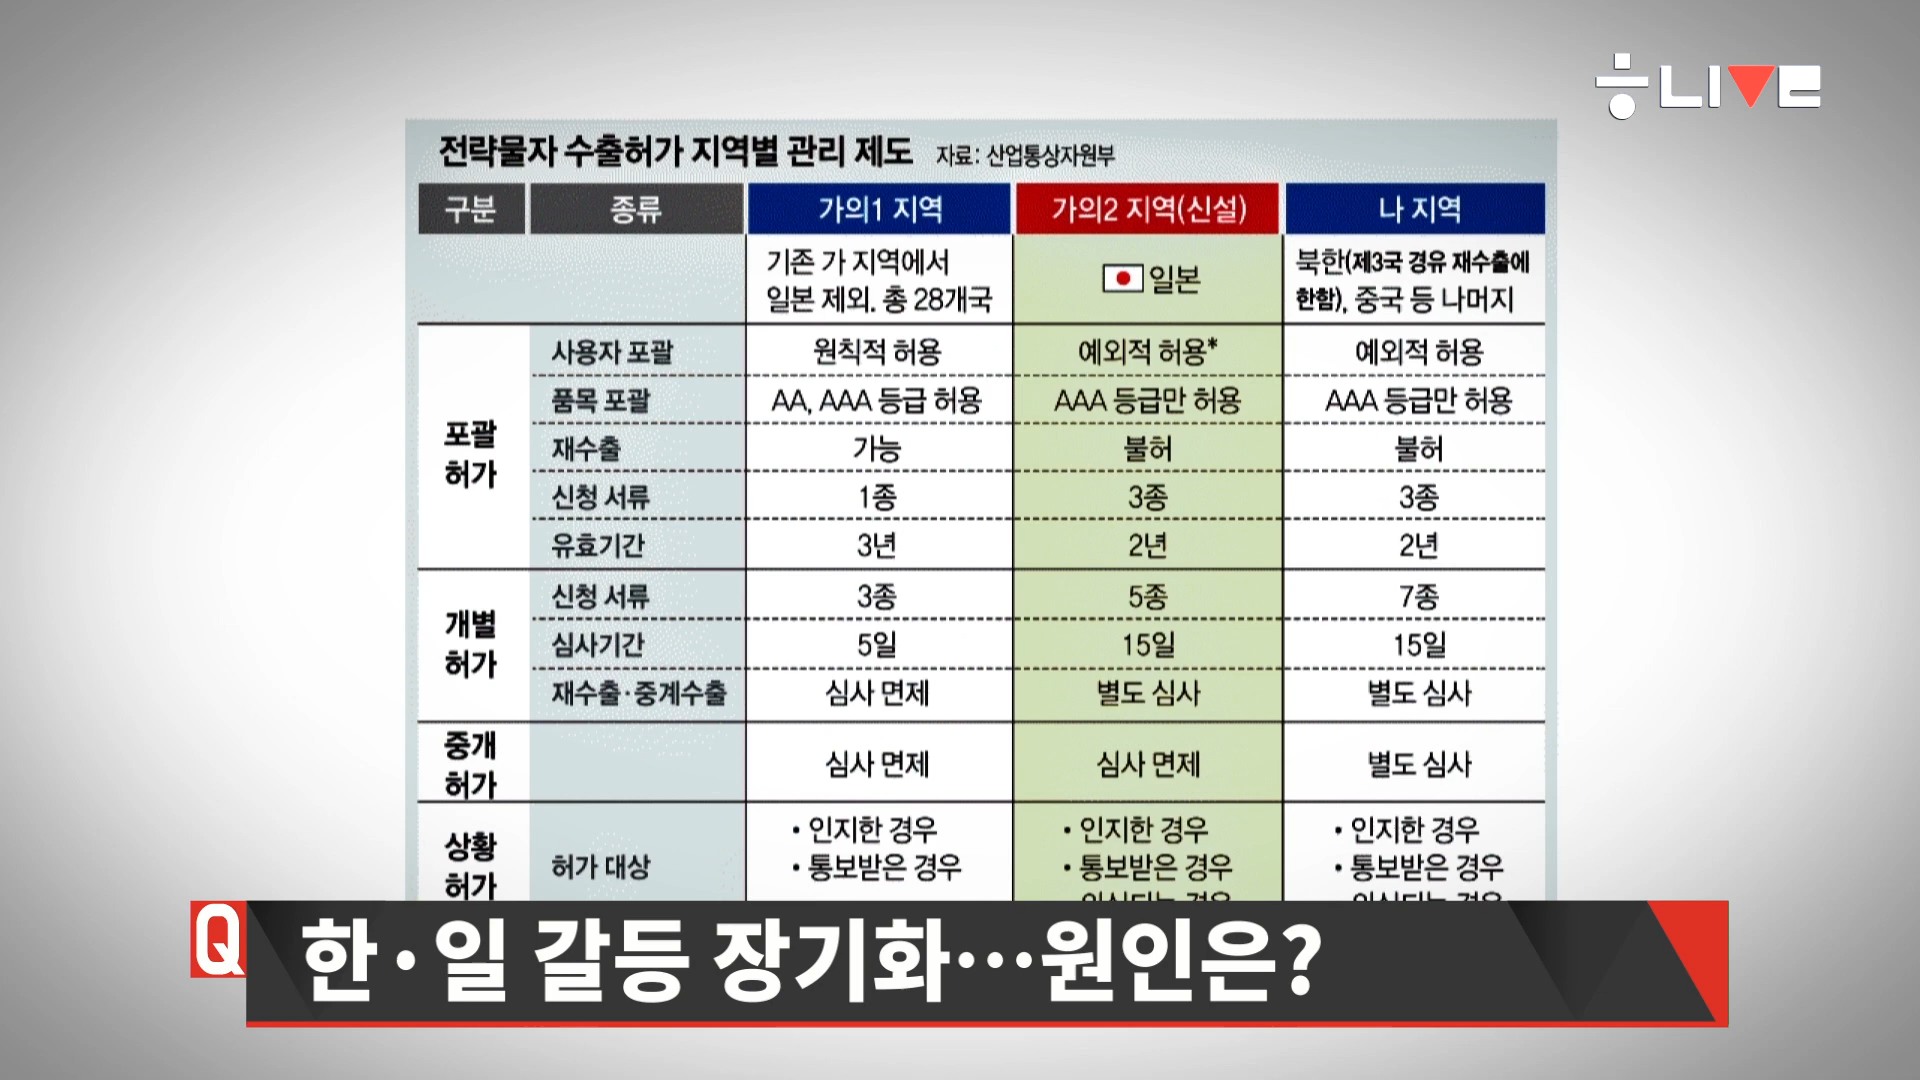 LIVE
전략물자 수출허가 지역별 관리 제도 자료: 산업통상자원부
구분 종류 가의1 지역 가의2 지역(신설) 나 지역
기존 가 지역에서 일본 제외. 총 28개국 일본 북한(제3국 경유 재수출에 한함), 중국 등 나머지
포괄 허가
사용자 포괄 원칙적 허용 예외적 허용* 예외적 허용
품목 포괄 AA, AAA 등급 허용 AAA 등급만 허용 AAA 등급만 허용
재수출 가능 불허 불허
신청 서류 1종 3종 3종
유효기간 3년 2년 2년
개별 허가
신청 서류 3종 5종 7종
심사기간 5일 15일 15일
재수출·중계수출 심사 면제 별도 심사 별도 심사
중개 허가 심사 면제 심사 면제 별도 심사
상황 허가
허가 대상
• 인지한 경우 • 인지한 경우 • 인지한 경우
• 통보받은 경우 • 통보받은 경우 • 통보받은 경우
Q 한·일 갈등 장기화…원인은?